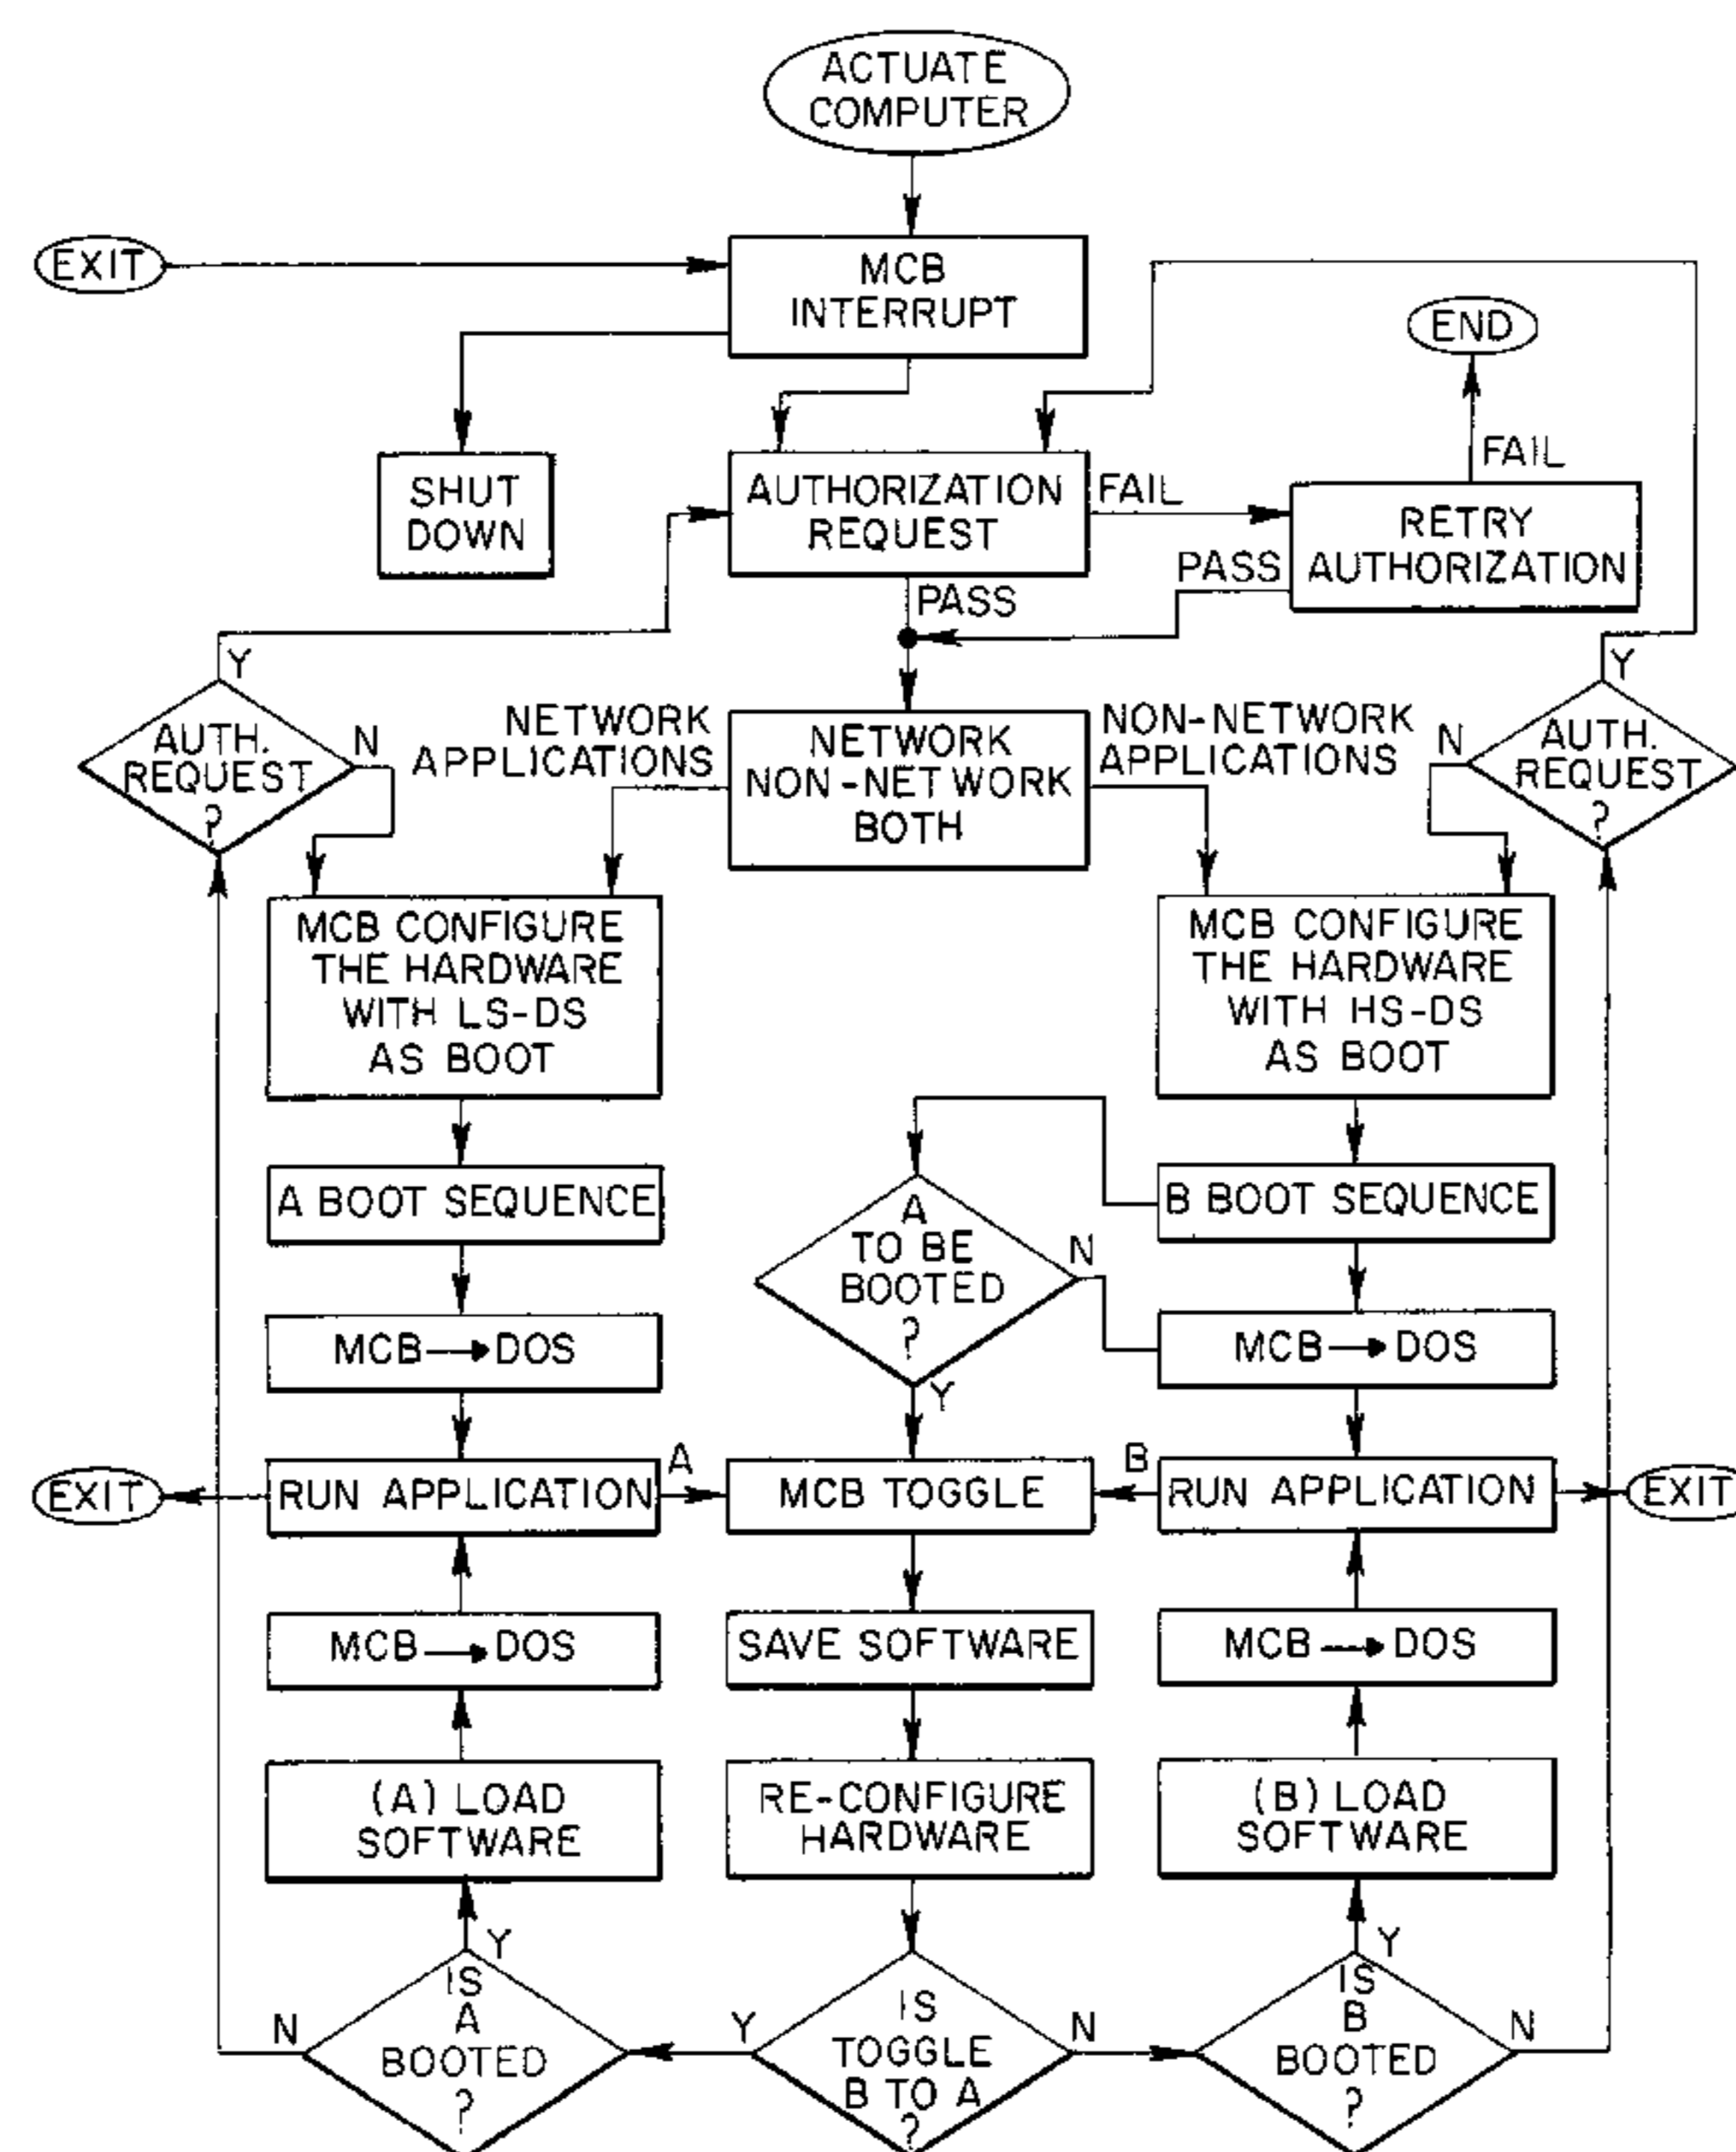 ACTUATE
COMPUTER
EXIT
MCB
INTERRUPT
END
FAIL
SHUT
DOWN
AUTHORIZATION
REQUEST
FAIL
RETRY
AUTHORIZATION
PASS
PASS
Y
Y
AUTH.
REQUEST
?
N
NETWORK
APPLICATIONS
NETWORK
NON-NETWORK
BOTH
NON-NETWORK
APPLICATIONS
N
AUTH.
REQUEST
?
MCB CONFIGURE
THE HARDWARE
WITH LS-DS
AS BOOT
MCB CONFIGURE
THE HARDWARE
WITH HS-DS
AS BOOT
A BOOT SEQUENCE
A
TO BE
BOOTED
?
N
Y
B BOOT SEQUENCE
MCB→DOS
MCB→DOS
EXIT
RUN APPLICATION
A
MCB TOGGLE
B
RUN APPLICATION
EXIT
MCB→DOS
SAVE SOFTWARE
MCB→DOS
(A) LOAD
SOFTWARE
RE-CONFIGURE
HARDWARE
(B) LOAD
SOFTWARE
Y
Y
N
IS
A
BOOTED
?
Y
IS
TOGGLE
B TO A
?
N
IS
B
BOOTED
?
N